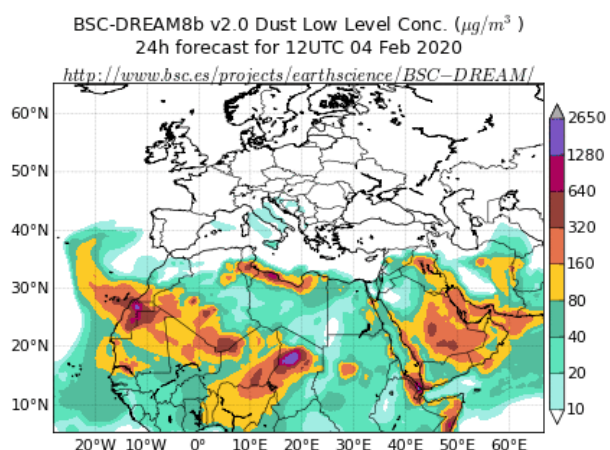 BSC-DREAM8b v2.0 Dust Low Level Conc. (μg/m³ )
24h forecast for 12UTC 04 Feb 2020
http://www.bsc.es/projects/earthscience/BSC−DREAM/
60°N
50°N
40°N
30°N
20°N
10°N
20°W 10°W 0° 10°E 20°E 30°E 40°E 50°E 60°E
2650
1280
640
320
160
80
40
20
10